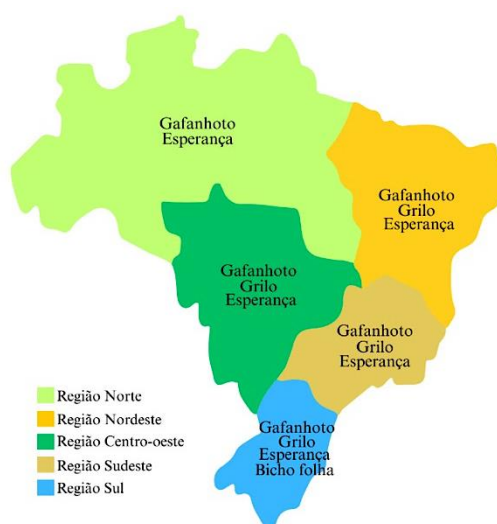 Gafanhoto
Esperança
Gafanhoto
Grilo
Esperança
Gafanhoto
Grilo
Esperança
Gafanhoto
Grilo
Esperança
Gafanhoto
Grilo
Esperança
Bicho folha
Região Norte
Região Nordeste
Região Centro-oeste
Região Sudeste
Região Sul